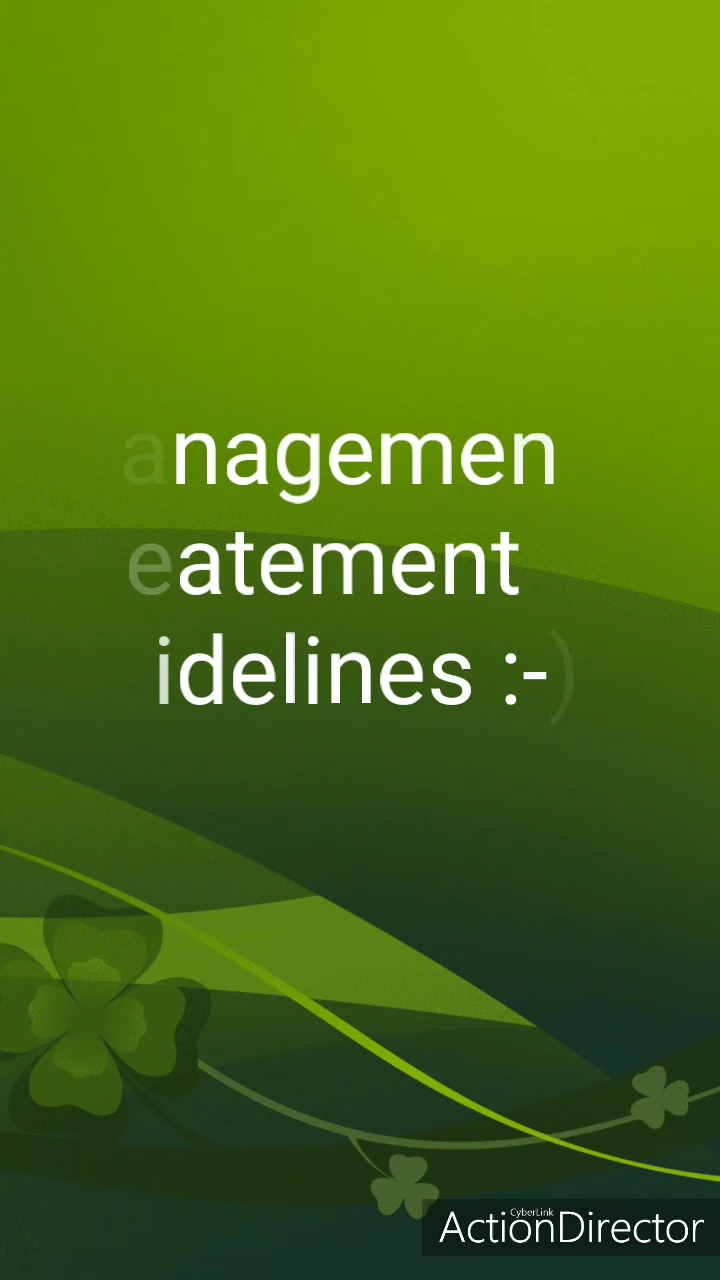 anagemen
eatement
idelines :-)
CyberLink
ActionDirector